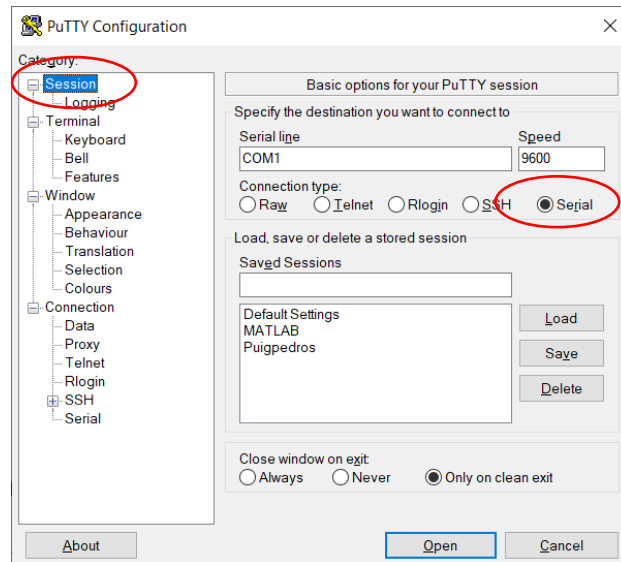 PuTTY Configuration
Category:
Session
Logging
Terminal
Keyboard
Bell
Features
Window
Appearance
Behaviour
Translation
Selection
Colours
Connection
Data
Proxy
Telnet
Rlogin
SSH
Serial
Basic options for your PuTTY session
Specify the destination you want to connect to
Serial line Speed
COM1 9600
Connection type:
Raw Telnet Rlogin SSH Serial
Load, save or delete a stored session
Saved Sessions
Default Settings
MATLAB
Puigpedros
Load
Save
Delete
Close window on exit:
Always Never Only on clean exit
About Open Cancel